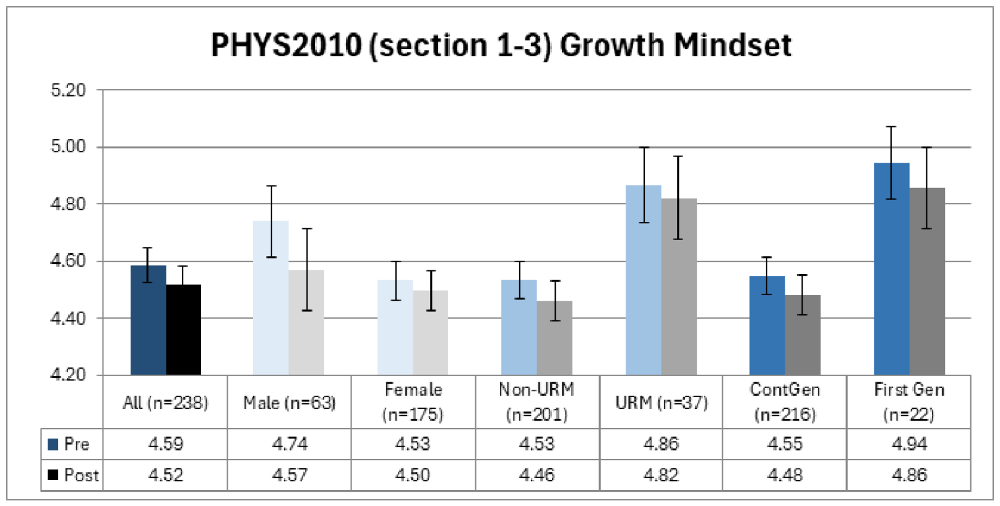 PHYS2010 (section 1-3) Growth Mindset
5.20
5.00
4.80
4.60
4.40
4.20
All (n=238) Male (n=63) Female (n=175) Non-URM (n=201) URM (n=37) ContGen (n=216) First Gen (n=22)
Pre 4.59 4.74 4.53 4.53 4.86 4.55 4.94
Post 4.52 4.57 4.50 4.46 4.82 4.48 4.86